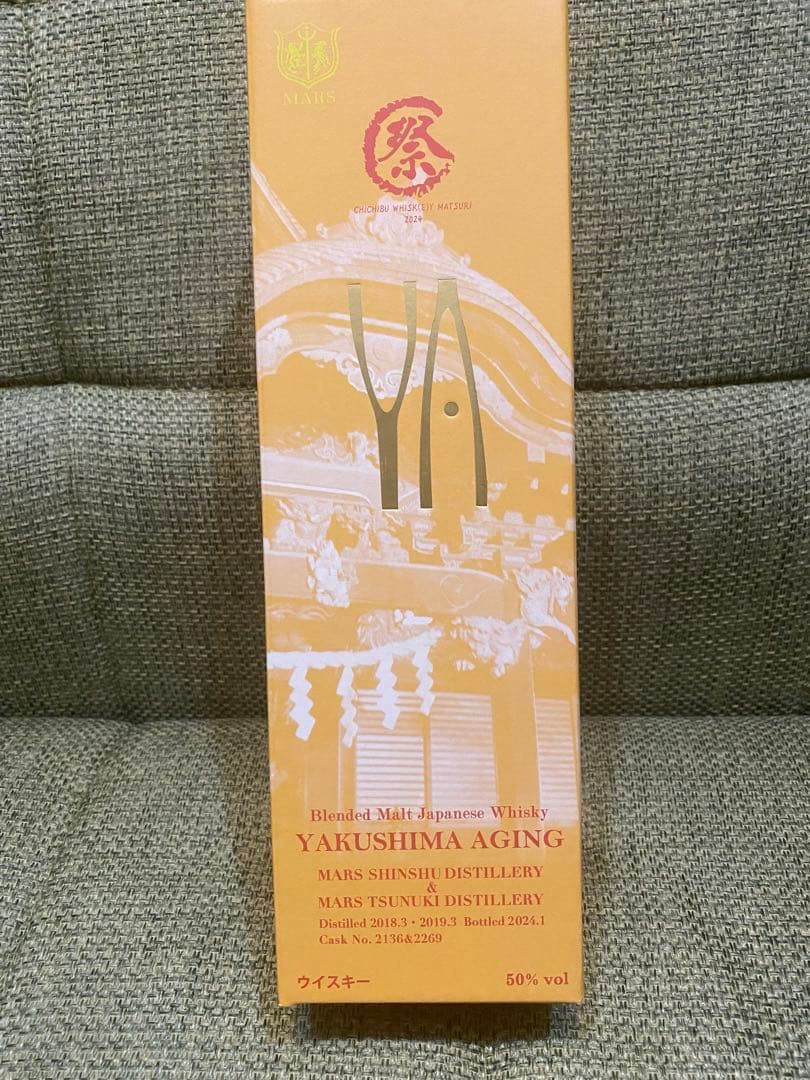 MARS
祭
CHICHIBU WHISK(E)Y MATSURI
2024
YA
Blended Malt Japanese Whisky
YAKUSHIMA AGING
MARS SHINSHU DISTILLERY
&
MARS TSUNUKI DISTILLERY
Distilled 2018.3・2019.3 Bottled 2024.1
Cask No. 2136&2269
ウイスキー 50% vol